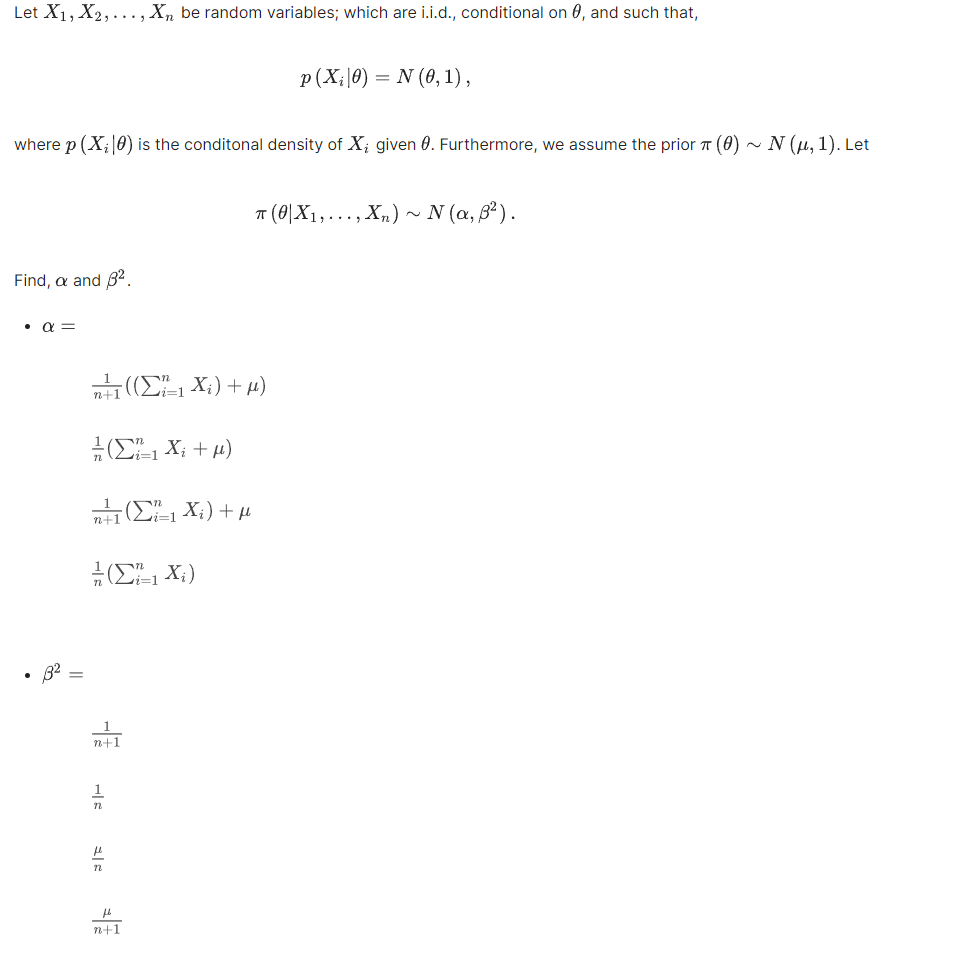 Let $X_1, X_2, \ldots, X_n$ be random variables; which are i.i.d., conditional on $\theta$, and such that,
$p(X_i|\theta) = N(\theta, 1),$
where $p(X_i|\theta)$ is the conditonal density of $X_i$ given $\theta$. Furthermore, we assume the prior $\pi(\theta) \sim N(\mu, 1)$. Let
$\pi(\theta|X_1, \ldots, X_n) \sim N(\alpha, \beta^2).$
Find, $\alpha$ and $\beta^2$.
• $\alpha =$
$\frac{1}{n+1}((\sum_{i=1}^{n} X_i) + \mu)$
$\frac{1}{n}(\sum_{i=1}^{n} X_i + \mu)$
$\frac{1}{n+1}(\sum_{i=1}^{n} X_i) + \mu$
$\frac{1}{n}(\sum_{i=1}^{n} X_i)$
• $\beta^2 =$
$\frac{1}{n+1}$
$\frac{1}{n}$
$\frac{\mu}{n}$
$\frac{\mu}{n+1}$